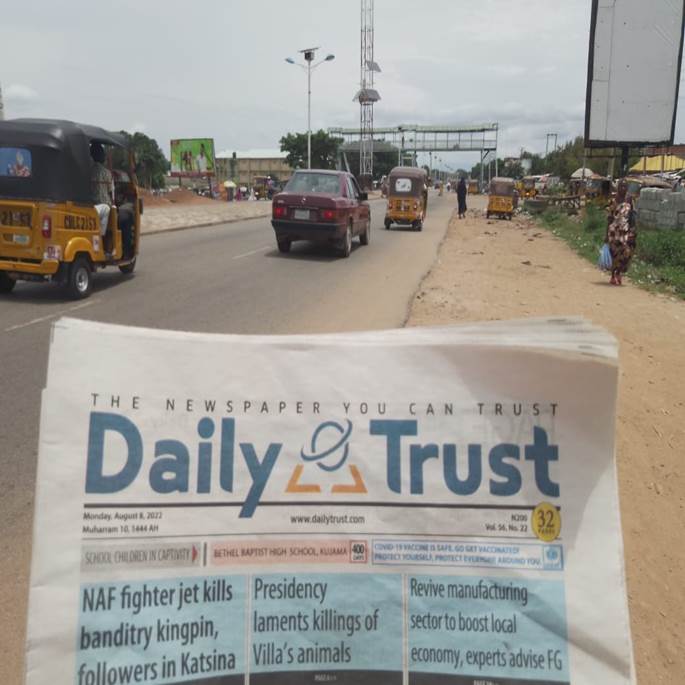 THE NEWSPAPER YOU CAN TRUST
Daily Trust
Monday, August 8, 2022
Muharram 10, 1444 AH
www.dailytrust.com
N200
Vol. 56, No. 22
32
PAGES
SCHOOL CHILDREN IN CAPTIVITY
BETHEL BAPTIST HIGH SCHOOL, KUJAMA
400
DAYS
COVID-19 VACCINE IS SAFE. GO GET VACCINATED!
PROTECT YOURSELF, PROTECT EVERYONE AROUND YOU.
NAF fighter jet kills
banditry kingpin,
followers in Katsina
Presidency
laments killings of
Villa's animals
Revive manufacturing
sector to boost local
economy, experts advise FG